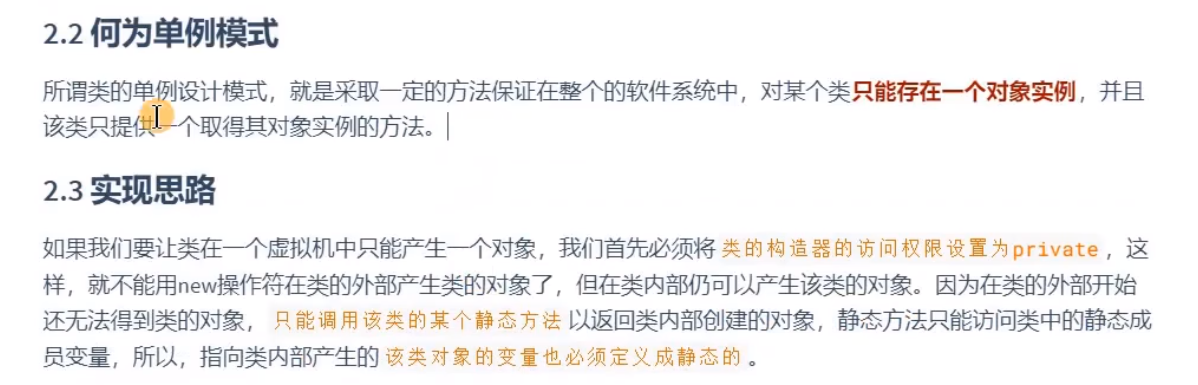 2.2 何为单例模式
所谓类的单例设计模式，就是采取一定的方法保证在整个的软件系统中，对某个类只能存在一个对象实例，并且
该类只提供一个取得其对象实例的方法。
2.3 实现思路
如果我们要让类在一个虚拟机中只能产生一个对象，我们首先必须将 类的构造器的访问权限设置为private ，这
样，就不能用new操作符在类的外部产生类的对象了，但在类内部仍可以产生该类的对象。因为在类的外部开始
还无法得到类的对象， 只能调用该类的某个静态方法 以返回类内部创建的对象，静态方法只能访问类中的静态成
员变量，所以，指向类内部产生的 该类对象的变量也必须定义成静态的 。